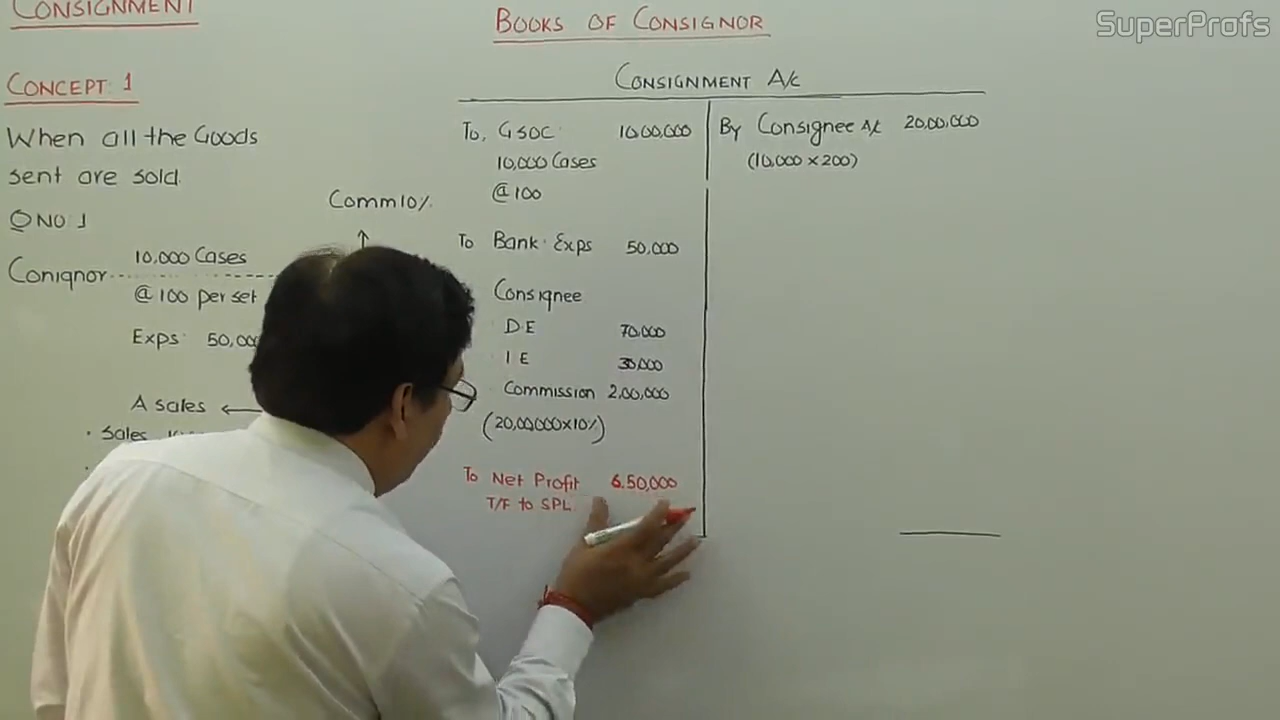 CONSIGNMENT
CONCEPT 1
When all the Goods
sent are sold.
Q NO 1
10,000 Cases
Conignor
@ 100 per set
Exps: 50,000
A sales
Sales
Comm 10%
BOOKS OF CONSIGNOR
CONSIGNMENT A/c
To, GSOC: 10,00,000
10,000 Cases
@ 100
To Bank: Exps 50,000
Consignee
D.E 70,000
I E 30,000
Commission 2,00,000
(20,00,000 × 10%)
To Net Profit 6.50,000
T/F to SPL
By Consignee A/c 20,00,000
(10,000 × 200)
SuperProfs